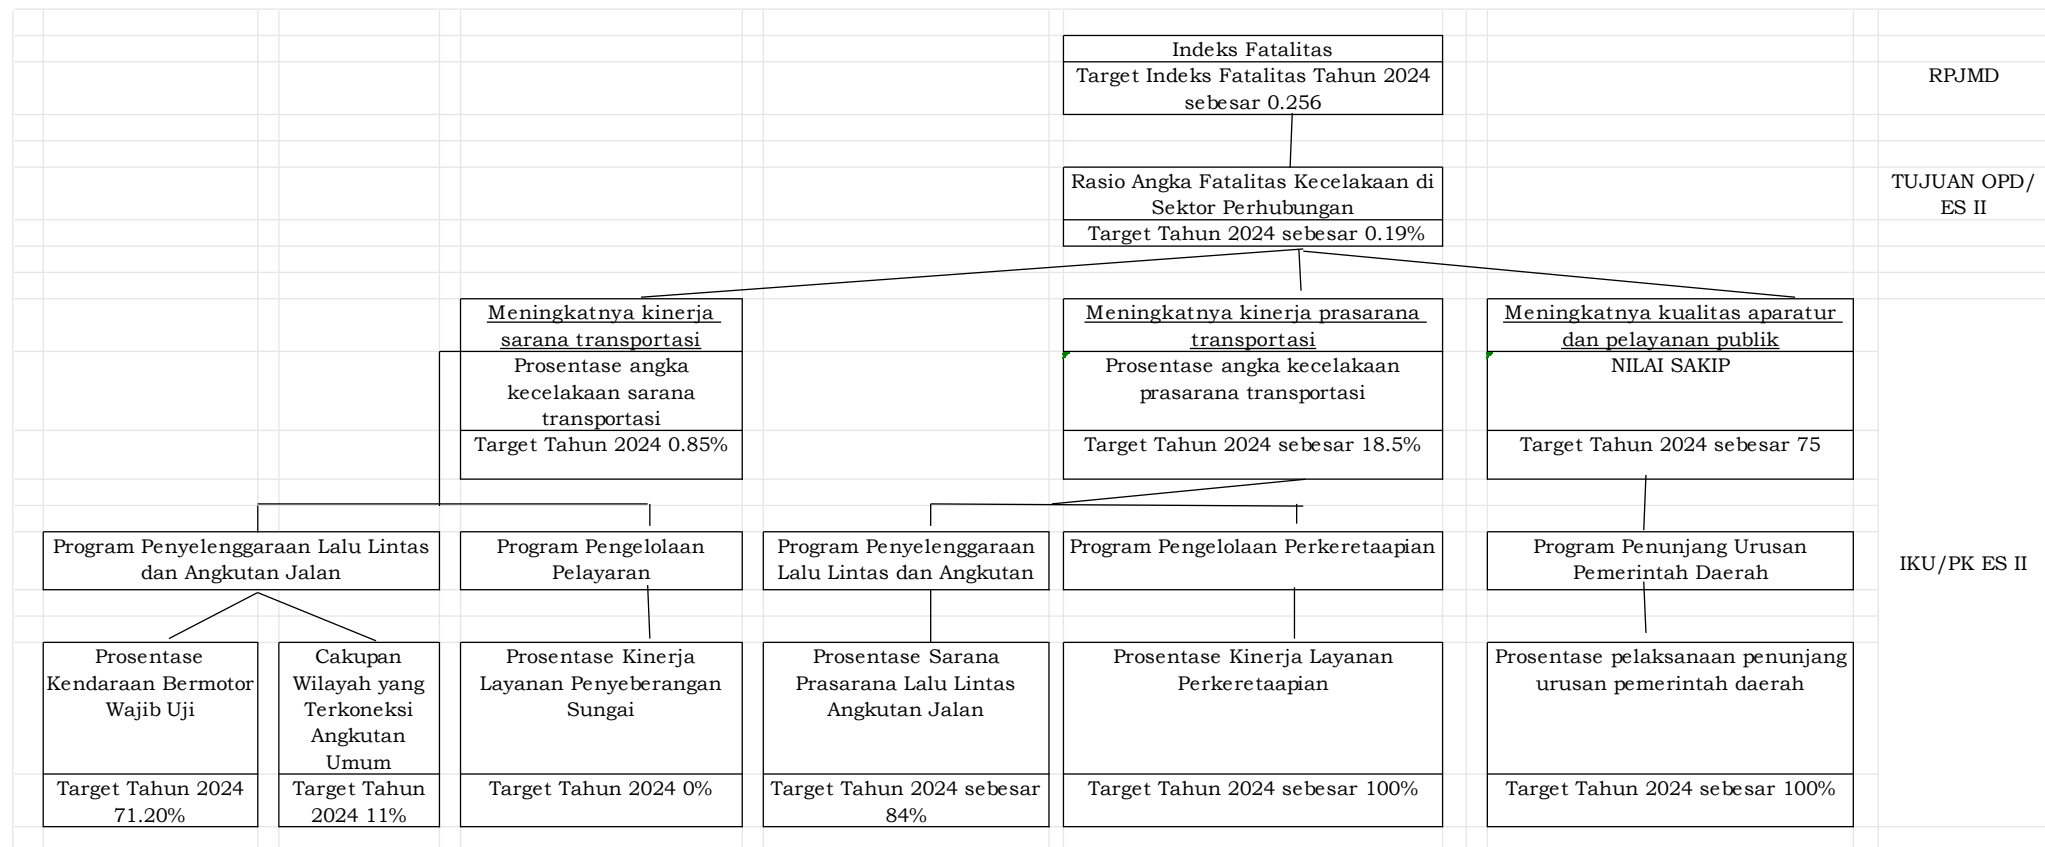 Indeks Fatalitas
Target Indeks Fatalitas Tahun 2024
sebesar 0.256
RPJMD
Rasio Angka Fatalitas Kecelakaan di
Sektor Perhubungan
Target Tahun 2024 sebesar 0.19%
TUJUAN OPD/
ES II
Meningkatnya kinerja
sarana transportasi
Prosentase angka
kecelakaan sarana
transportasi
Target Tahun 2024 0.85%
Meningkatnya kinerja prasarana
transportasi
Prosentase angka kecelakaan
prasarana transportasi
Target Tahun 2024 sebesar 18.5%
Meningkatnya kualitas aparatur
dan pelayanan publik
NILAI SAKIP
Target Tahun 2024 sebesar 75
Program Penyelenggaraan Lalu Lintas
dan Angkutan Jalan
Program Pengelolaan
Pelayaran
Program Penyelenggaraan
Lalu Lintas dan Angkutan
Program Pengelolaan Perkeretaapian
Program Penunjang Urusan
Pemerintah Daerah
IKU/PK ES II
Prosentase
Kendaraan Bermotor
Wajib Uji
Target Tahun 2024
71.20%
Cakupan
Wilayah yang
Terkoneksi
Angkutan
Umum
Target Tahun
2024 11%
Prosentase Kinerja
Layanan Penyeberangan
Sungai
Target Tahun 2024 0%
Prosentase Sarana
Prasarana Lalu Lintas
Angkutan Jalan
Target Tahun 2024 sebesar
84%
Prosentase Kinerja Layanan
Perkeretaapian
Target Tahun 2024 sebesar 100%
Prosentase pelaksanaan penunjang
urusan pemerintah daerah
Target Tahun 2024 sebesar 100%